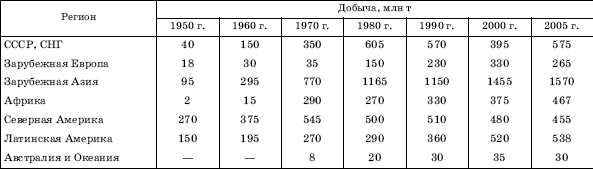 Регион Добыча, млн т
1950 г. 1960 г. 1970 г. 1980 г. 1990 г. 2000 г. 2005 г.
СССР, СНГ 40 150 350 605 570 395 575
Зарубежная Европа 18 30 35 150 230 330 265
Зарубежная Азия 95 295 770 1165 1150 1455 1570
Африка 2 15 290 270 330 375 467
Северная Америка 270 375 545 500 510 480 455
Латинская Америка 150 195 270 290 360 520 538
Австралия и Океания — — 8 20 30 35 30